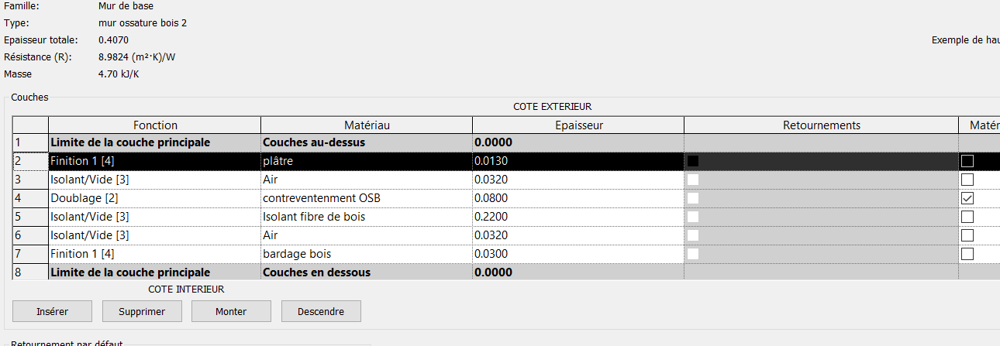 Famille: Mur de base
Type: mur ossature bois 2
Epaisseur totale: 0.4070
Exemple de hau
Résistance (R): 8.9824 (m²·K)/W
Masse 4.70 kJ/K
Couches
COTE EXTERIEUR
Fonction Matériau Epaisseur Retournements Matér
1 Limite de la couche principale Couches au-dessus 0.0000
2 Finition 1 [4] plâtre 0.0130
3 Isolant/Vide [3] Air 0.0320
4 Doublage [2] contreventenment OSB 0.0800
5 Isolant/Vide [3] Isolant fibre de bois 0.2200
6 Isolant/Vide [3] Air 0.0320
7 Finition 1 [4] bardage bois 0.0300
8 Limite de la couche principale Couches en dessous 0.0000
COTE INTERIEUR
Insérer Supprimer Monter Descendre
Retournement par défaut